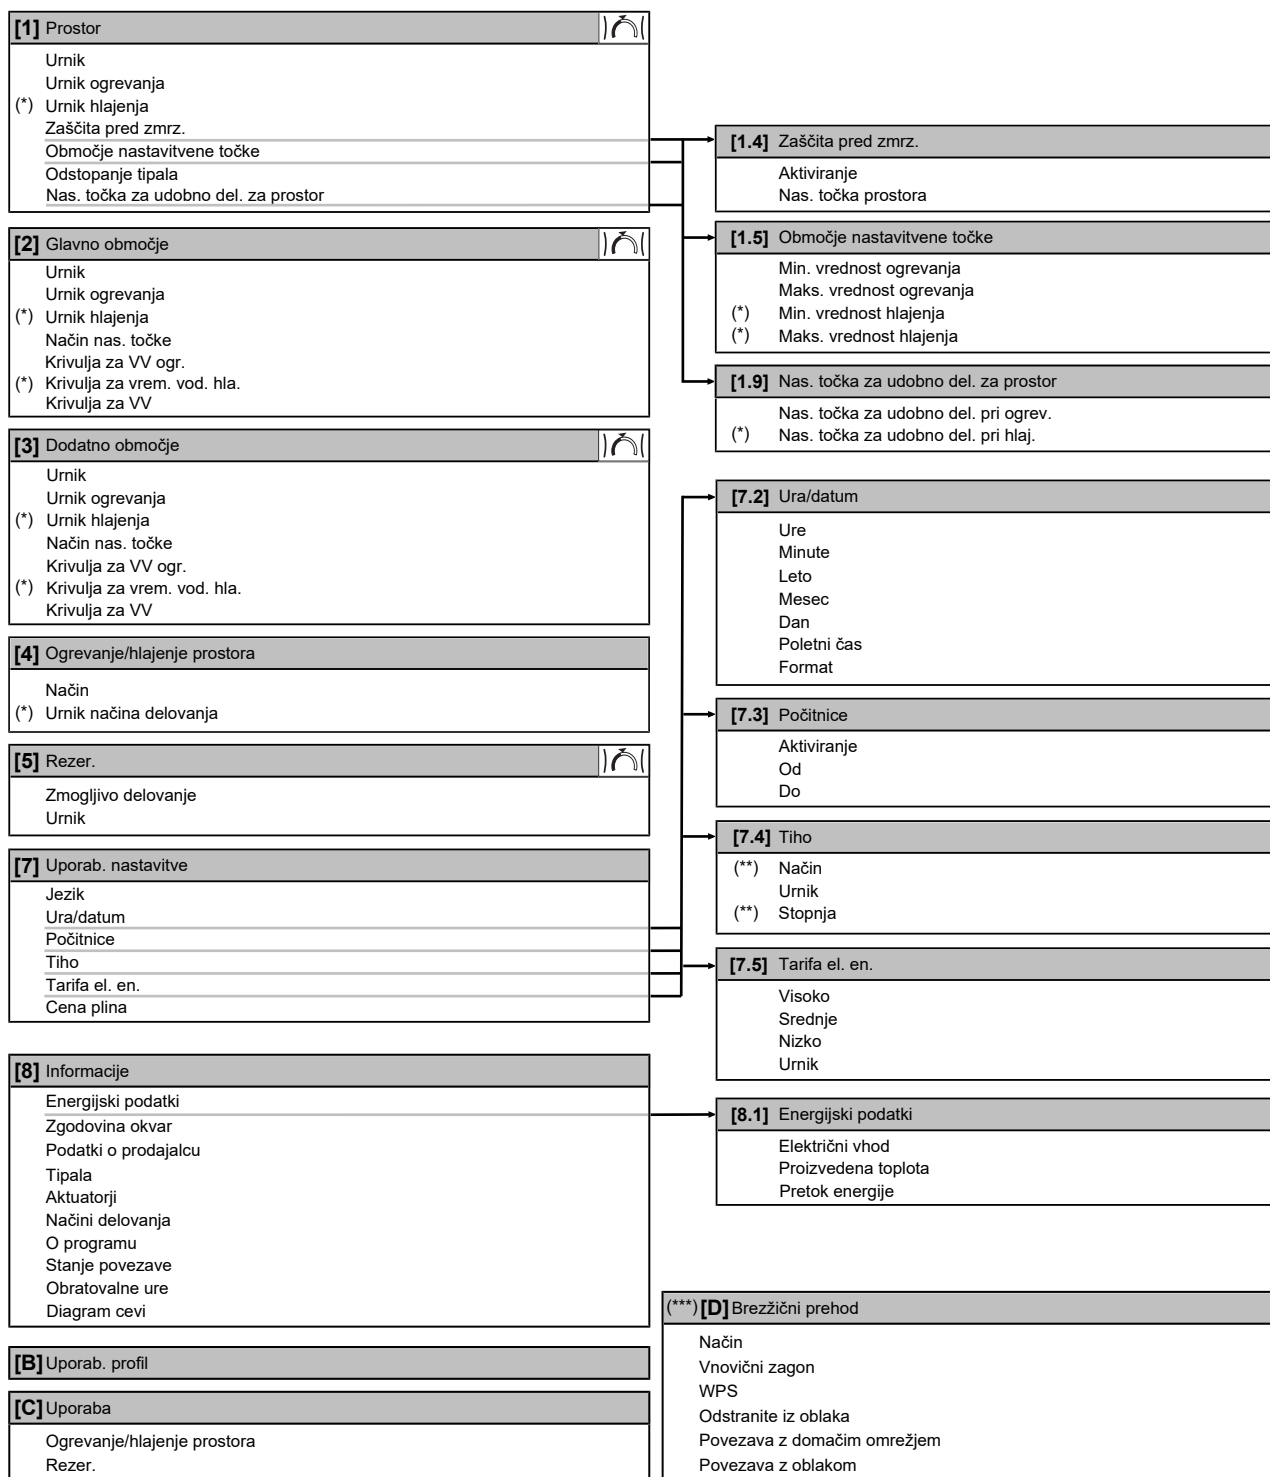 [1] Prostor
Urnik
Urnik ogrevanja
(*) Urnik hlajenja
Zaščita pred zmrz.
Območje nastavitvene točke
Odstopanje tipala
Nas. točka za udobno del. za prostor
[2] Glavno območje
Urnik
Urnik ogrevanja
(*) Urnik hlajenja
Način nas. točke
Krivulja za VV ogr.
(*) Krivulja za vrem. vod. hla.
Krivulja za VV
[3] Dodatno območje
Urnik
Urnik ogrevanja
(*) Urnik hlajenja
Način nas. točke
Krivulja za VV ogr.
(*) Krivulja za vrem. vod. hla.
Krivulja za VV
[4] Ogrevanje/hlajenje prostora
Način
(*) Urnik načina delovanja
[5] Rezer.
Zmogljivo delovanje
Urnik
[7] Uporab. nastavitve
Jezik
Ura/datum
Počitnice
Tiho
Tarifa el. en.
Cena plina
[8] Informacije
Energijski podatki
Zgodovina okvar
Podatki o prodajalcu
Tipala
Aktuatorji
Načini delovanja
O programu
Stanje povezave
Obratovalne ure
Diagram cevi
[B] Uporab. profil
[C] Uporaba
Ogrevanje/hlajenje prostora
Rezer.
[1.4] Zaščita pred zmrz.
Aktiviranje
Nas. točka prostora
[1.5] Območje nastavitvene točke
Min. vrednost ogrevanja
Maks. vrednost ogrevanja
(*) Min. vrednost hlajenja
(*) Maks. vrednost hlajenja
[1.9] Nas. točka za udobno del. za prostor
Nas. točka za udobno del. pri ogrev.
(*) Nas. točka za udobno del. pri hlaj.
[7.2] Ura/datum
Ure
Minute
Leto
Mesec
Dan
Poletni čas
Format
[7.3] Počitnice
Aktiviranje
Od
Do
[7.4] Tiho
(**) Način
Urnik
(**) Stopnja
[7.5] Tarifa el. en.
Visoko
Srednje
Nizko
Urnik
[8.1] Energijski podatki
Električni vhod
Proizvedena toplota
Pretok energije
(***) [D] Brezžični prehod
Način
Vnovični zagon
WPS
Odstranite iz oblaka
Povezava z domačim omrežjem
Povezava z oblakom